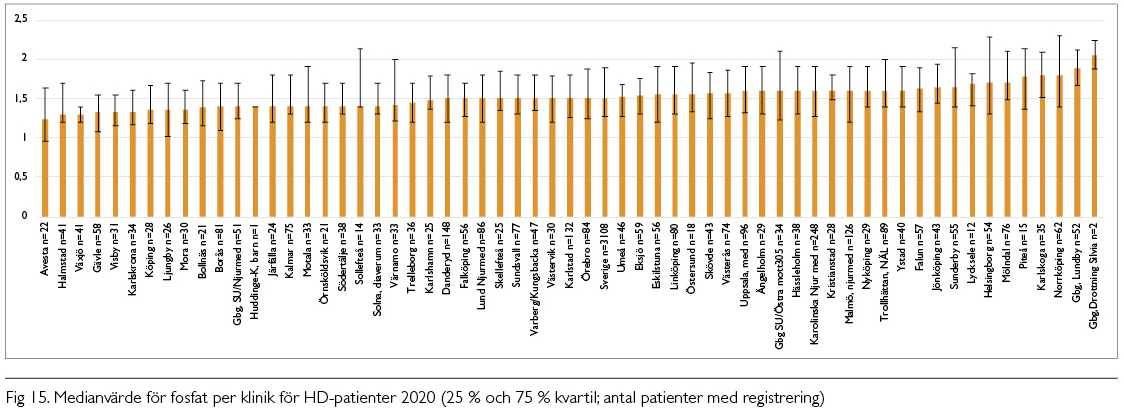 2,5
2
1,5
1
0,5
0
Avesta n=22
Halmstad n=41
Växjö n=41
Gävle n=58
Visby n=31
Karlskrona n=34
Köping n=28
Ljungby n=26
Mora n=30
Bollnäs n=21
Borås n=81
Gbg. SU/Njurmed n=51
Huddinge-K, barn n=1
Järfälla n=24
Kalmar n=75
Motala n=33
Örnsköldsvik n=21
Södertälje n=38
Sollefteå n=14
Solna, diaverum n=33
Värnamo n=33
Trelleborg n=36
Karlshamn n=25
Danderyd n=148
Falköping n=56
Lund Njurmed n=86
Skellefteå n=25
Sundsvall n=77
Varberg/Kungsbacka n=47
Västervik n=30
Karlstad n=132
Örebro n=84
Sverige n=3108
Umeå n=46
Eksjö n=59
Eskilstuna n=56
Linköping n=80
Östersund n=18
Skövde n=43
Västerås n=74
Uppsala, med n=96
Ängelholm n=29
Gbg SU/Östra mott305 n=34
Hässleholm n=38
Karolinska Njur med n=248
Kristianstad n=28
Malmö, njurmed n=126
Nyköping n=29
Trollhättan, NÄL n=89
Ystad n=40
Falun n=57
Jönköping n=43
Sunderby n=55
Lycksele n=12
Helsingborg n=54
Mölndal n=76
Piteå n=15
Karlskoga n=35
Norrköping n=62
Gbg, Lundby n=52
Gbg.Drottning Silvia n=2
Fig 15. Medianvärde för fosfat per klinik för HD-patienter 2020 (25 % och 75 % kvartil; antal patienter med registrering)